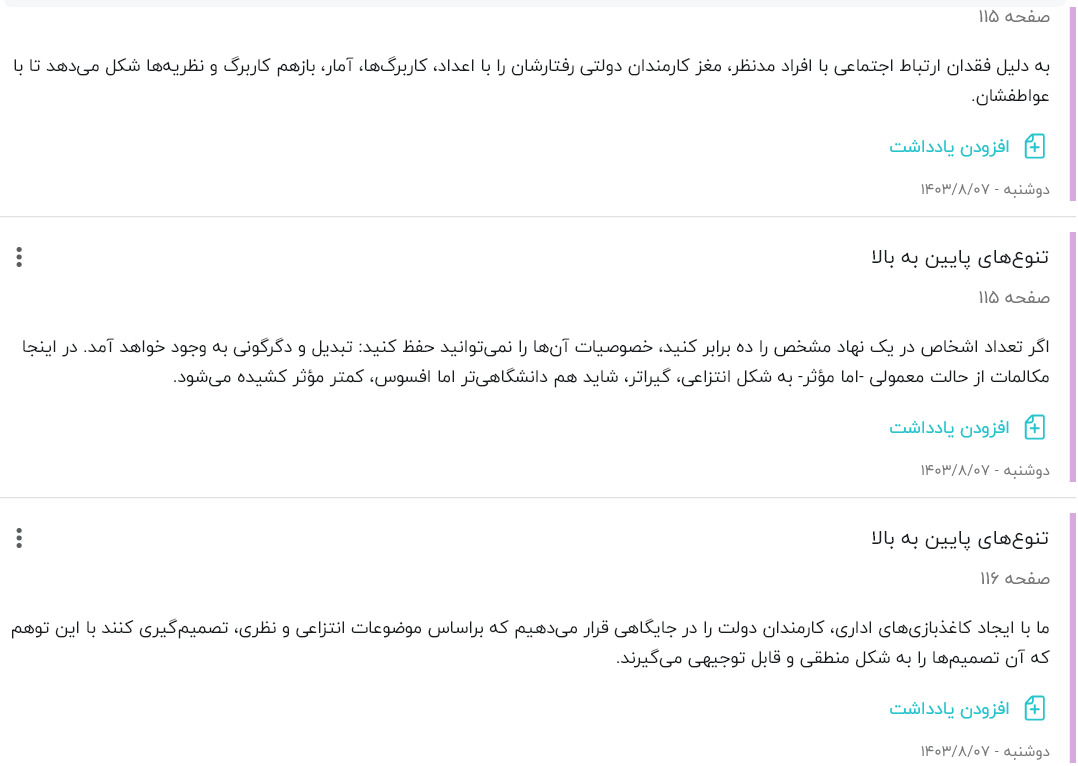 صفحه ۱۱۵
به دلیل فقدان ارتباط اجتماعی با افراد مدنظر، مغز کارمندان دولتی رفتارشان را با اعداد، کاربرگ‌ها، آمار، بازهم کاربرگ و نظریه‌ها شکل می‌دهد تا با
عواطفشان.
افزودن یادداشت
دوشنبه - ۱۴۰۳/۸/۰۷
تنوع‌های پایین به بالا
صفحه ۱۱۵
اگر تعداد اشخاص در یک نهاد مشخص را ده برابر کنید، خصوصیات آن‌ها را نمی‌توانید حفظ کنید: تبدیل و دگرگونی به وجود خواهد آمد. در اینجا
مکالمات از حالت معمولی -اما مؤثر- به شکل انتزاعی، گیراتر، شاید هم دانشگاهی‌تر اما افسوس، کمتر مؤثر کشیده می‌شود.
افزودن یادداشت
دوشنبه - ۱۴۰۳/۸/۰۷
تنوع‌های پایین به بالا
صفحه ۱۱۶
ما با ایجاد کاغذبازی‌های اداری، کارمندان دولت را در جایگاهی قرار می‌دهیم که براساس موضوعات انتزاعی و نظری، تصمیم‌گیری کنند با این توهم
که آن تصمیم‌ها را به شکل منطقی و قابل توجیهی می‌گیرند.
افزودن یادداشت
دوشنبه - ۱۴۰۳/۸/۰۷